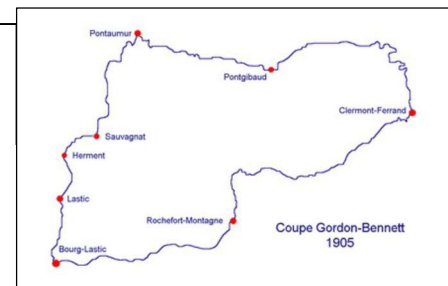 Pontaumur
Pontgibaud
Clermont-Ferrand
Sauvagnat
Herment
Lastic
Rochefort-Montagne
Bourg-Lastic
Coupe Gordon-Bennett
1905